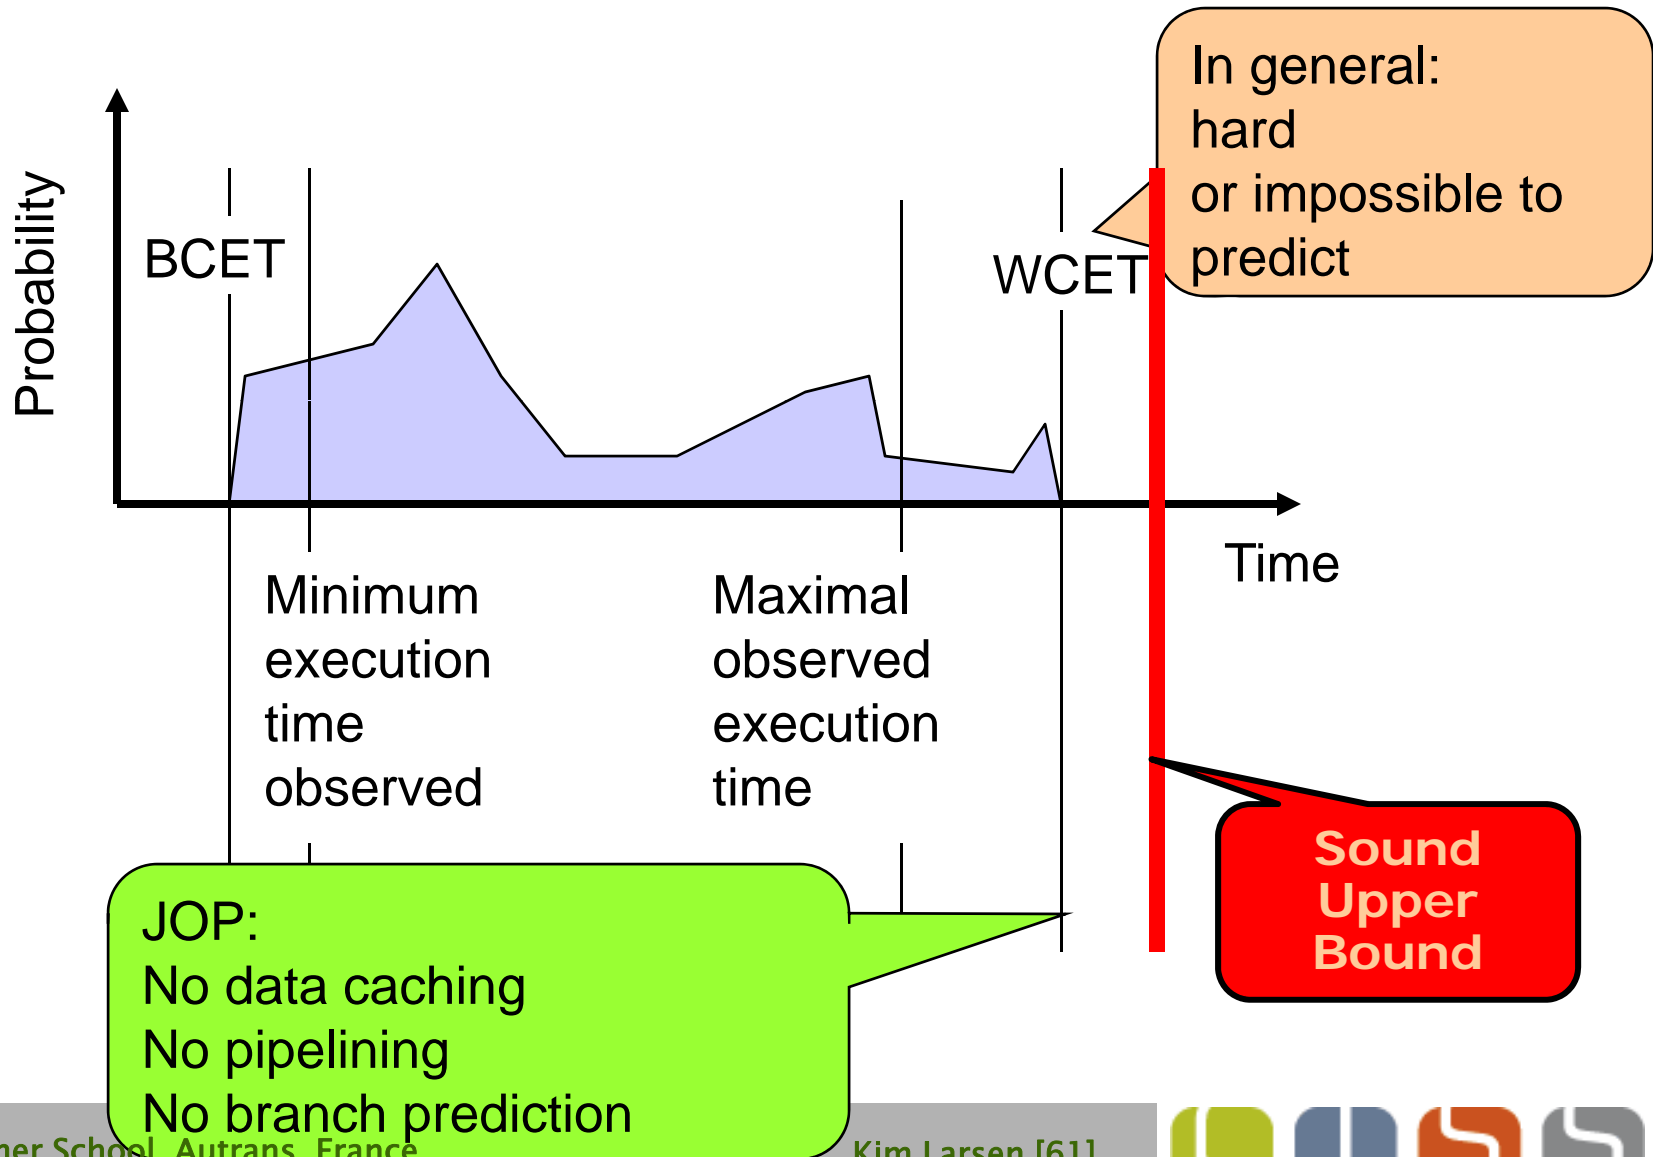 In general:
hard
or impossible to
predict
Probability
BCET
WCET
Time
Minimum
execution
time
observed
Maximal
observed
execution
time
Sound
Upper
Bound
JOP:
No data caching
No pipelining
No branch prediction
School, Autrans, France
Kim Larsen [61]